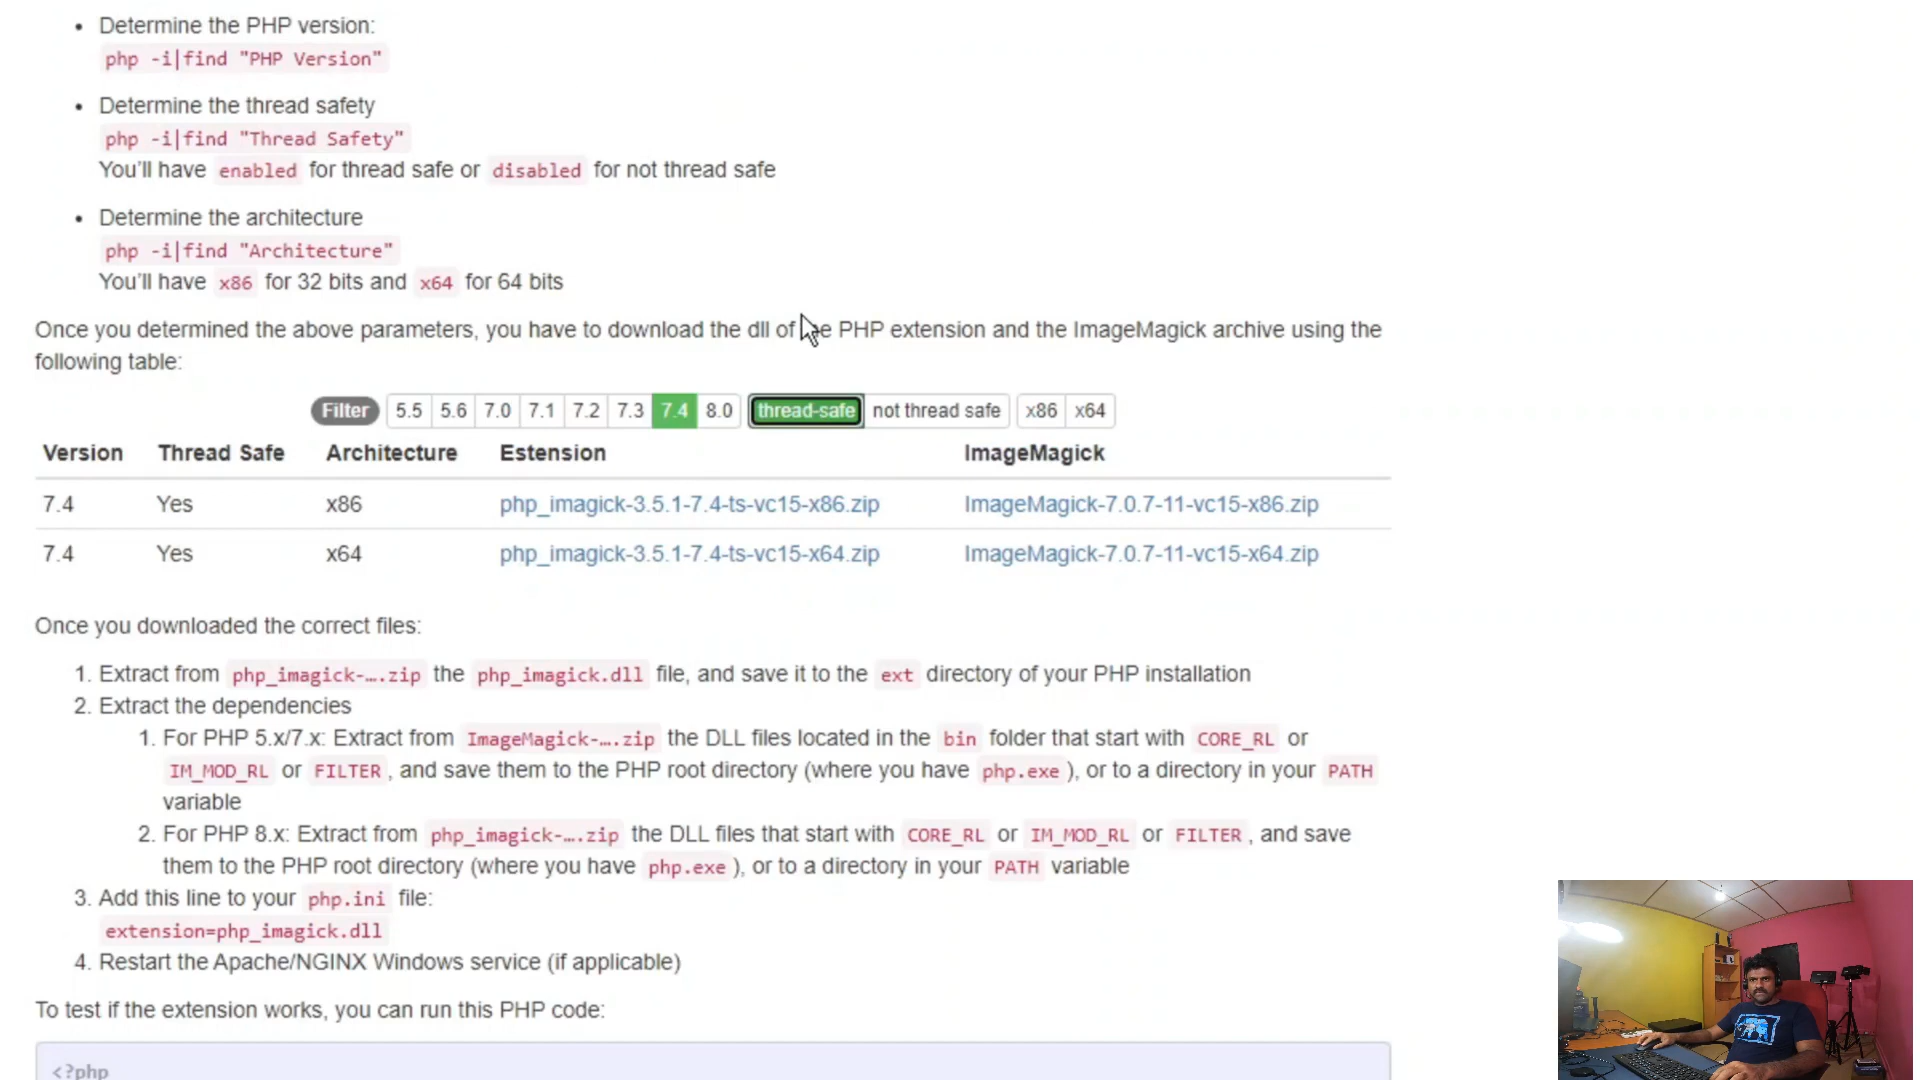 • Determine the PHP version:
php -i|find "PHP Version"
• Determine the thread safety
php -i|find "Thread Safety"
You'll have enabled for thread safe or disabled for not thread safe
• Determine the architecture
php -i|find "Architecture"
You'll have x86 for 32 bits and x64 for 64 bits
Once you determined the above parameters, you have to download the dll of the PHP extension and the ImageMagick archive using the
following table:
Filter 5.5 5.6 7.0 7.1 7.2 7.3 7.4 8.0 thread-safe not thread safe x86 x64
Version Thread Safe Architecture Estension ImageMagick
7.4 Yes x86 php_imagick-3.5.1-7.4-ts-vc15-x86.zip ImageMagick-7.0.7-11-vc15-x86.zip
7.4 Yes x64 php_imagick-3.5.1-7.4-ts-vc15-x64.zip ImageMagick-7.0.7-11-vc15-x64.zip
Once you downloaded the correct files:
1. Extract from php_imagick-….zip the php_imagick.dll file, and save it to the ext directory of your PHP installation
2. Extract the dependencies
1. For PHP 5.x/7.x: Extract from ImageMagick-….zip the DLL files located in the bin folder that start with CORE_RL or
IM_MOD_RL or FILTER , and save them to the PHP root directory (where you have php.exe ), or to a directory in your PATH
variable
2. For PHP 8.x: Extract from php_imagick-….zip the DLL files that start with CORE_RL or IM_MOD_RL or FILTER , and save
them to the PHP root directory (where you have php.exe ), or to a directory in your PATH variable
3. Add this line to your php.ini file:
extension=php_imagick.dll
4. Restart the Apache/NGINX Windows service (if applicable)
To test if the extension works, you can run this PHP code:
<?php